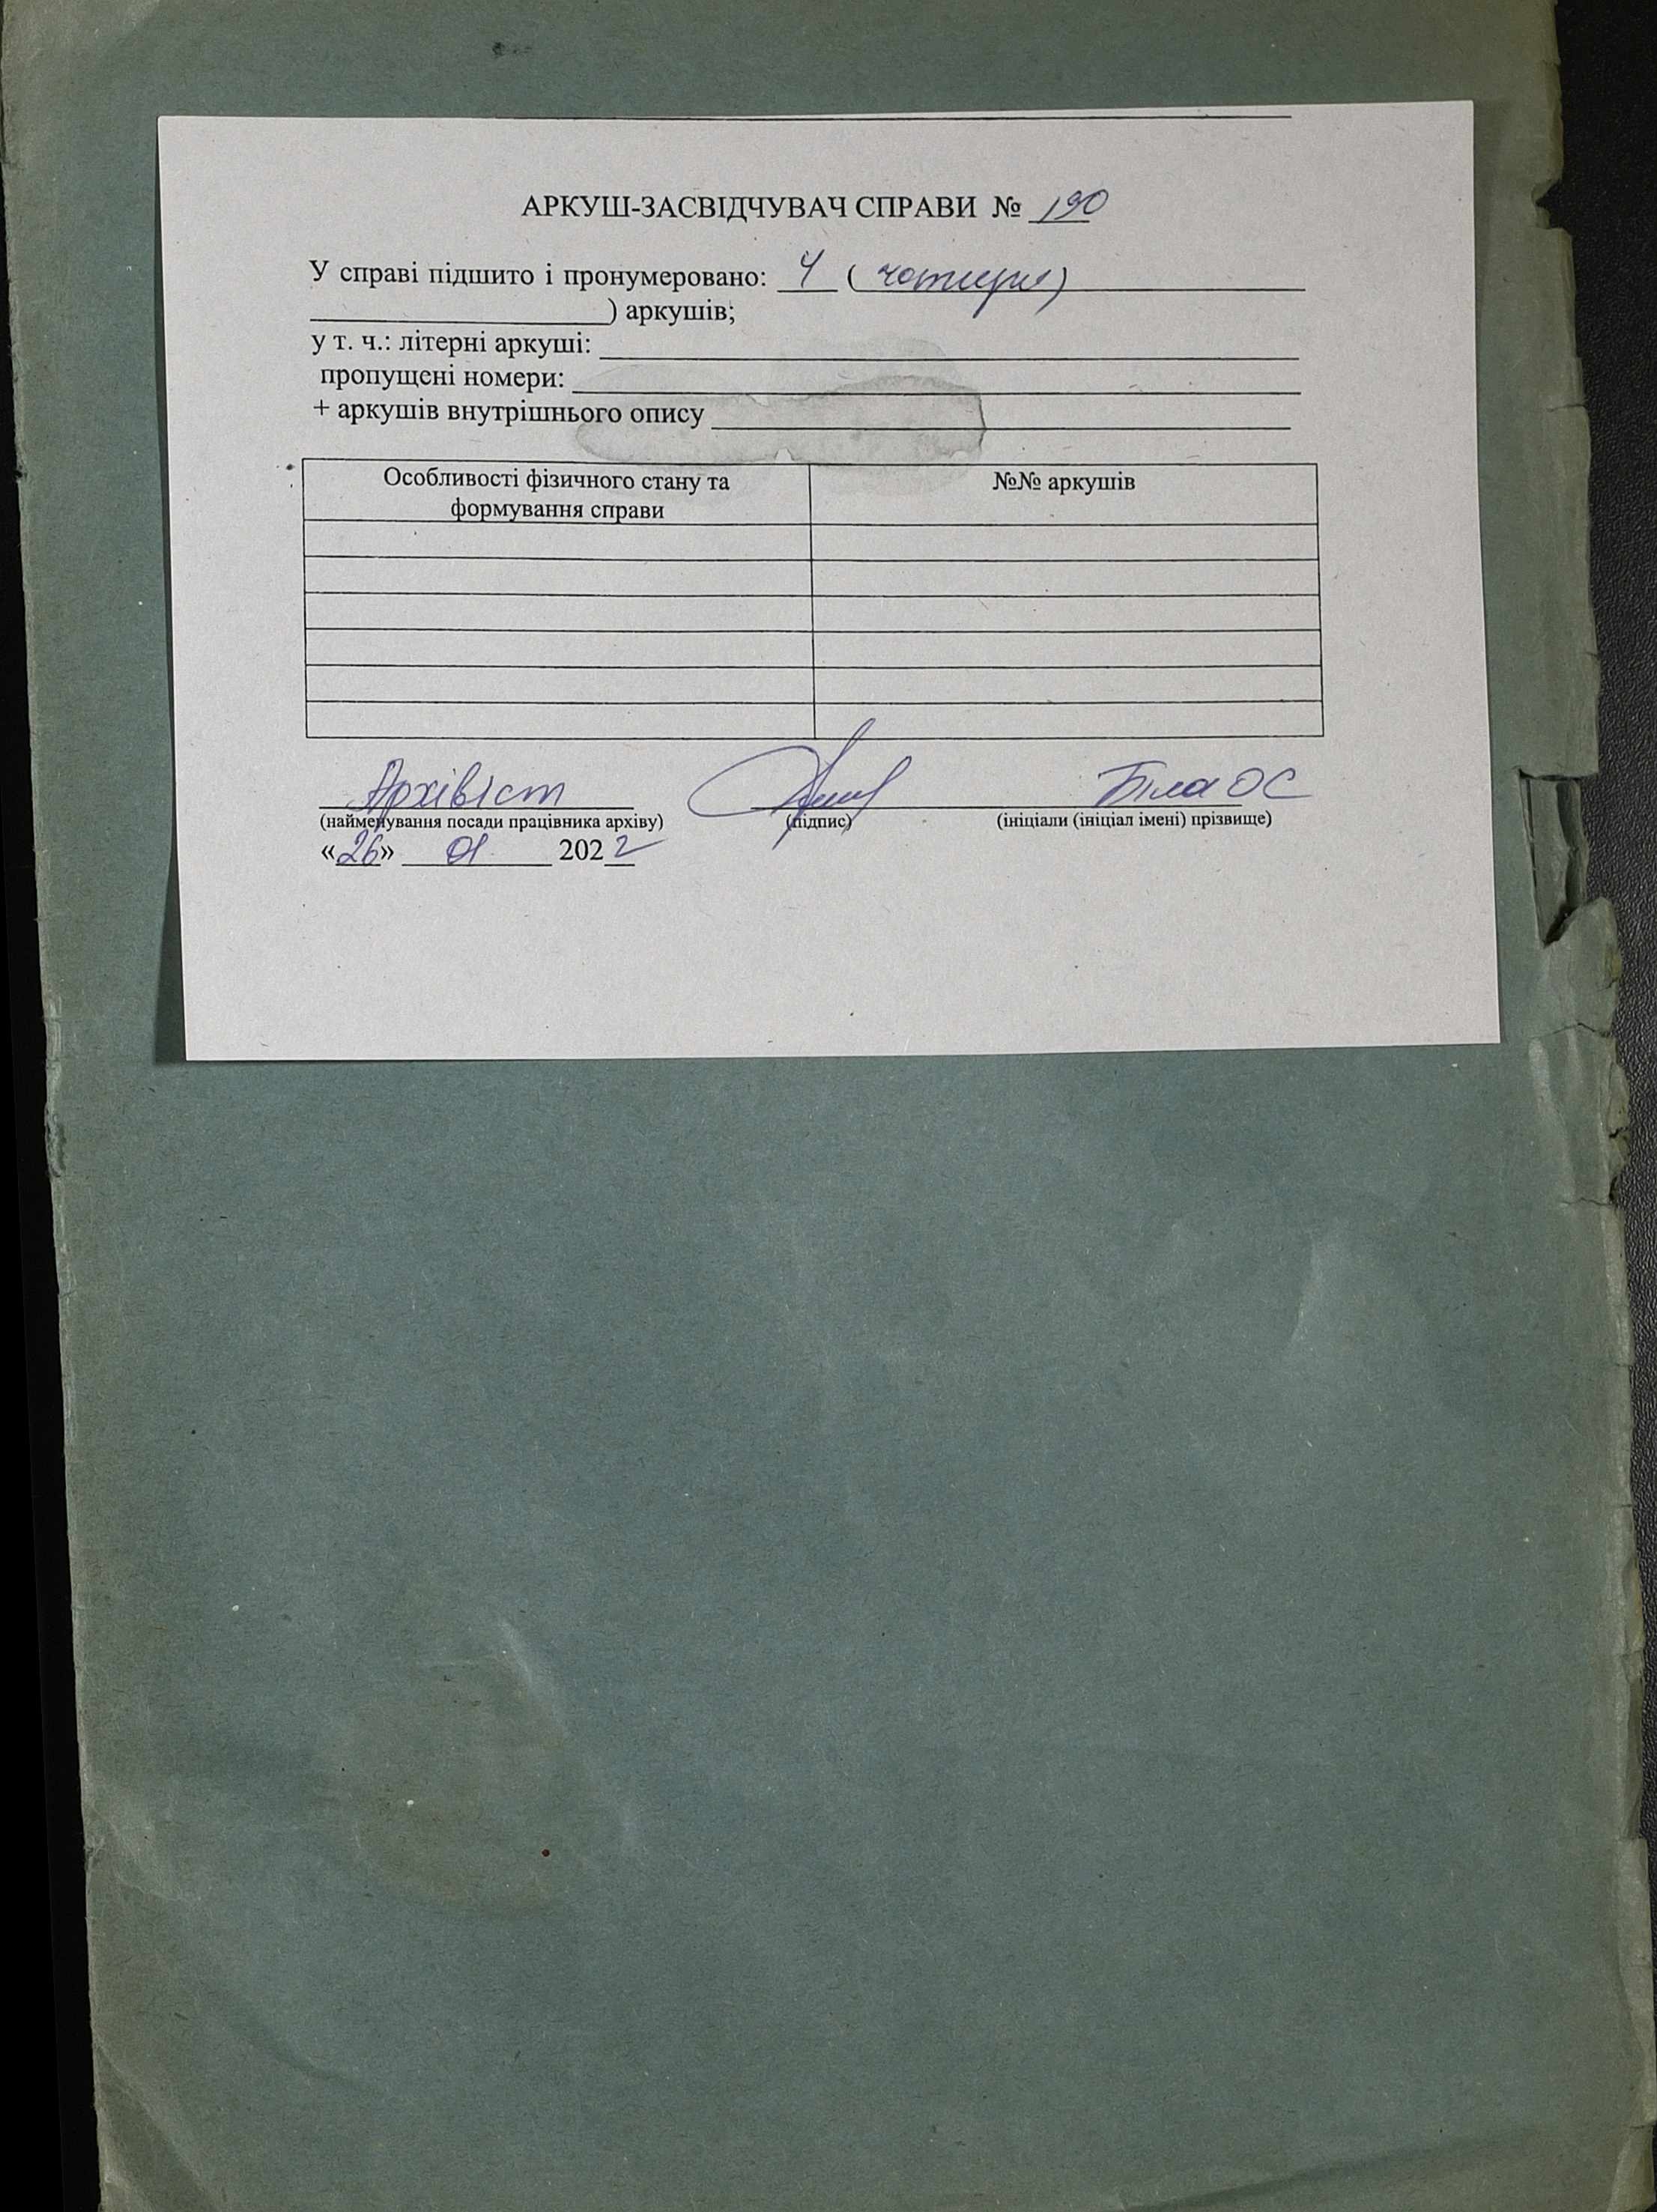 АРКУШ-ЗАСВІДЧУВАЧ СПРАВИ № 190
У справі підшито і пронумеровано: 4 (чотири)
) аркушів;
у т. ч.: літерні аркуші:
пропущені номери:
+ аркушів внутрішнього опису
Особливості фізичного стану та формування справи | №№ аркушів
Архівіст Біла ОС
(найменування посади працівника архіву) (підпис) (ініціали (ініціал імені) прізвище)
«26» 01 2022